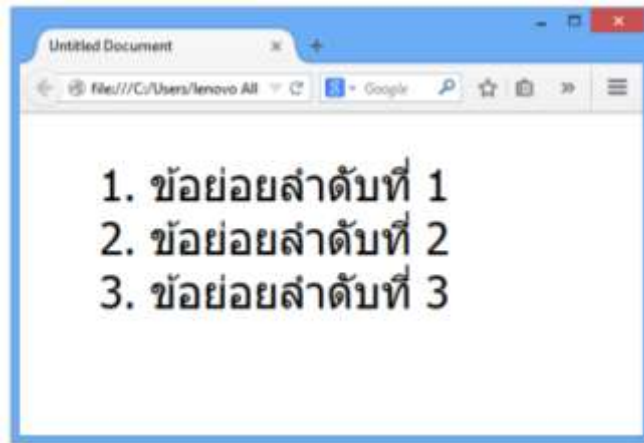 Untitled Document
file:///C:/Users/lenovo All
Google
1. ข้อย่อยลำดับที่ 1
2. ข้อย่อยลำดับที่ 2
3. ข้อย่อยลำดับที่ 3